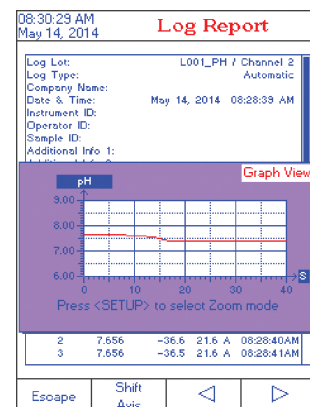 08:30:29 AM
May 14, 2014
Log Report
Log Lot: L001_PH / Channel 2
Log Type: Automatic
Company Name:
Date & Time: May 14, 2014 08:28:39 AM
Instrument ID:
Operator ID:
Sample ID:
Additional Info 1:
Graph View
pH
9.00
8.00
7.00
6.00
0 10 20 30 40 S
Press <SETUP> to select Zoom mode
2 7.656 -36.6 21.6 A 08:28:40AM
3 7.656 -36.5 21.6 A 08:28:41AM
Escape
Shift
Axis